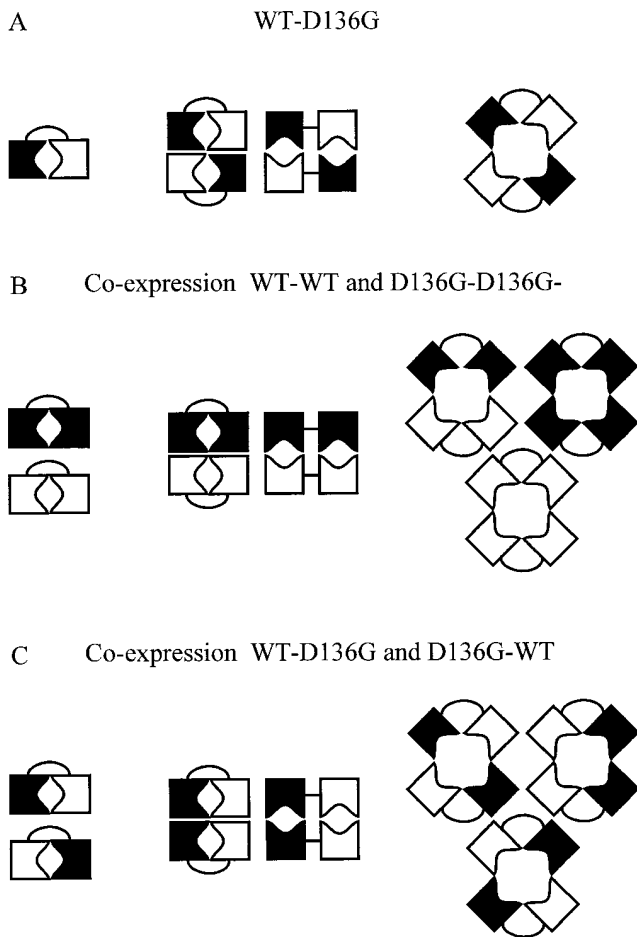 A WT-D136G
B Co-expression WT-WT and D136G-D136G-
C Co-expression WT-D136G and D136G-WT